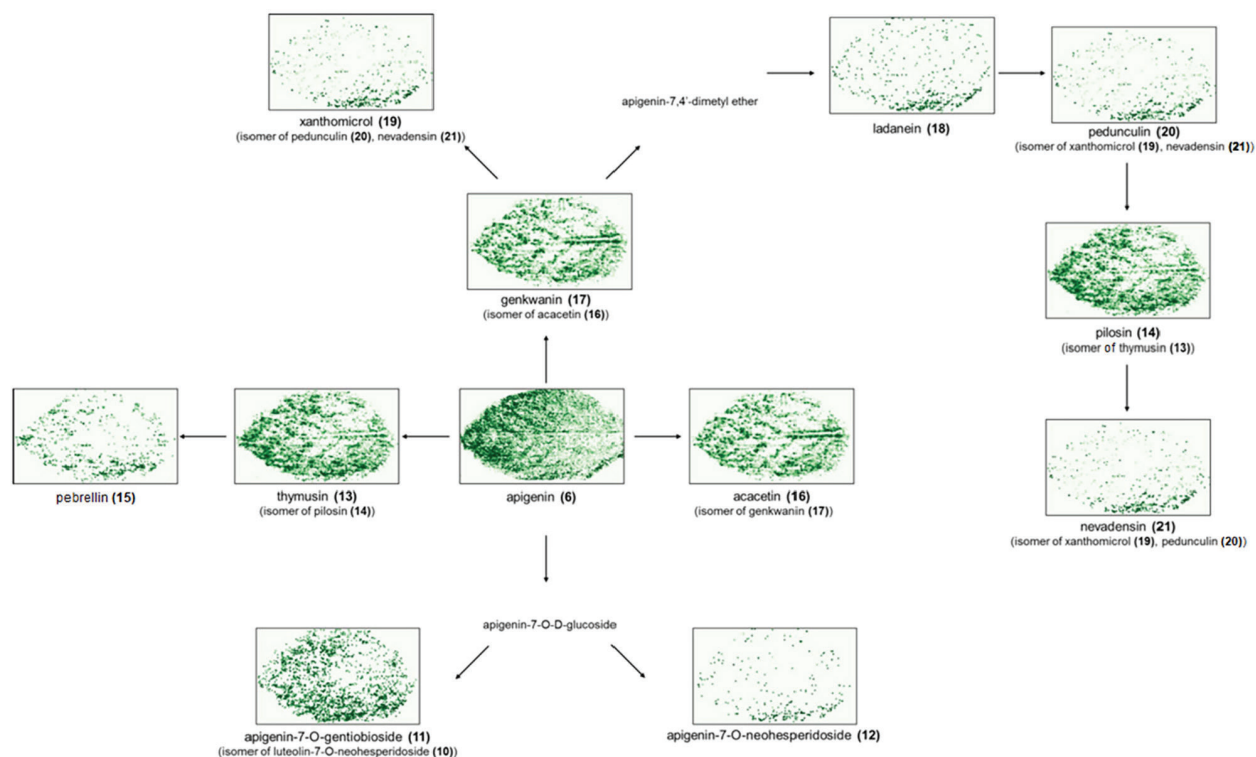 xanthomicrol (19)
(isomer of pedunculin (20), nevadensin (21))
apigenin-7,4'-dimetyl ether
ladanein (18)
pedunculin (20)
(isomer of xanthomicrol (19), nevadensin (21))
genkwanin (17)
(isomer of acacetin (16))
pilosin (14)
(isomer of thymusin (13))
pebrellin (15)
thymusin (13)
(isomer of pilosin (14))
apigenin (6)
acacetin (16)
(isomer of genkwanin (17))
nevadensin (21)
(isomer of xanthomicrol (19), pedunculin (20))
apigenin-7-O-D-glucoside
apigenin-7-O-gentiobioside (11)
(isomer of luteolin-7-O-neohesperidoside (10))
apigenin-7-O-neohesperidoside (12)